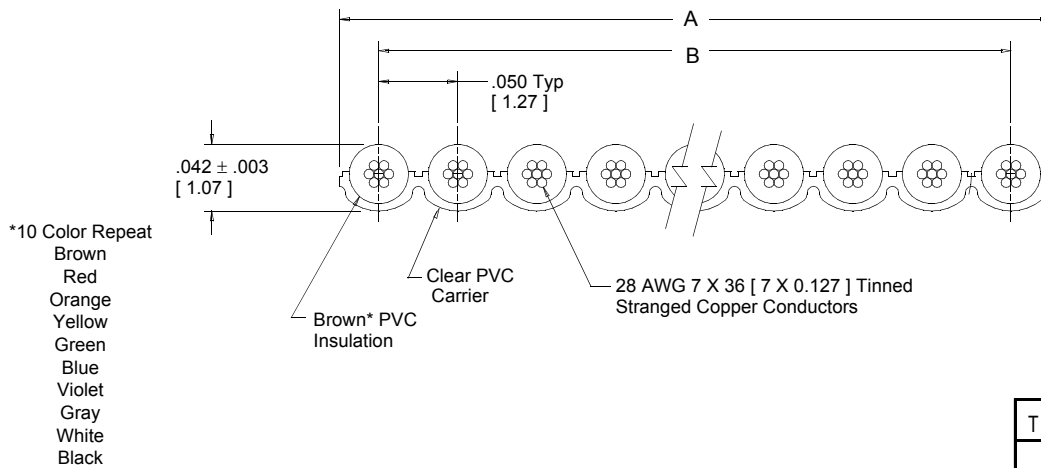 A
B
.050 Typ
[ 1.27 ]
.042 ± .003
[ 1.07 ]
*10 Color Repeat
Brown
Red
Orange
Yellow
Green
Blue
Violet
Gray
White
Black
Clear PVC
Carrier
Brown* PVC
Insulation
28 AWG 7 X 36 [ 7 X 0.127 ] Tinned
Stranged Copper Conductors
T